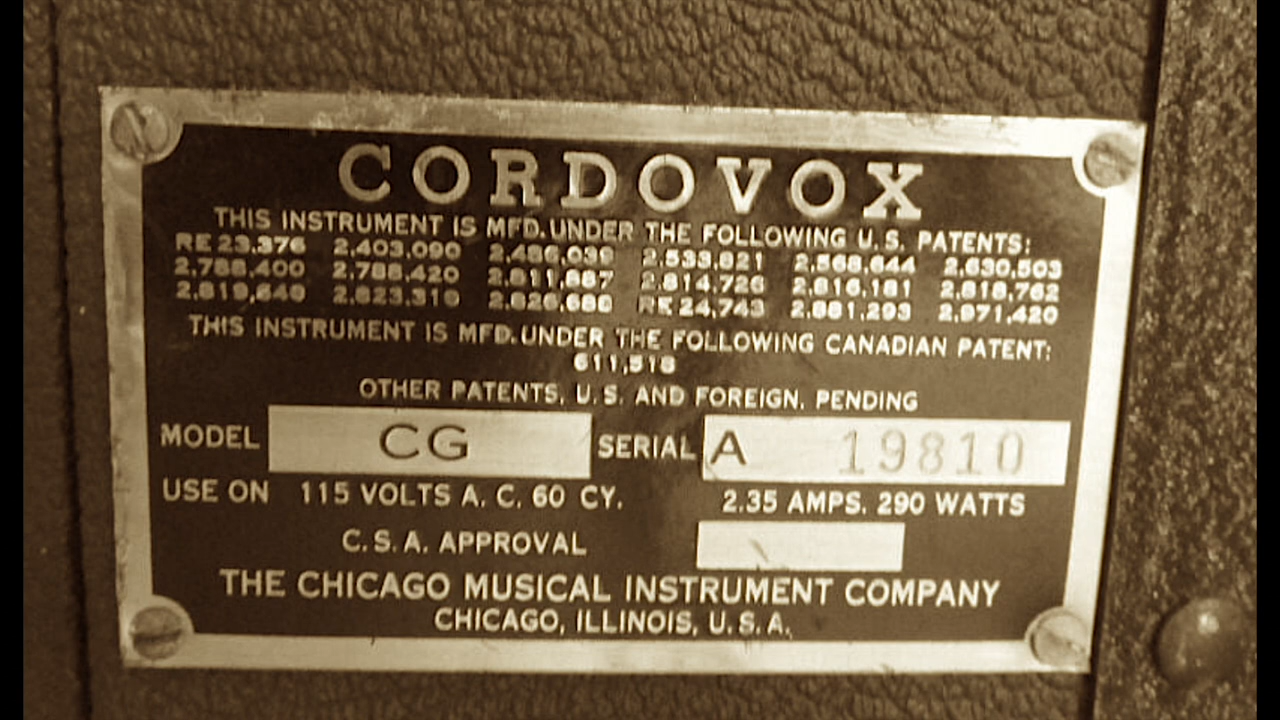 CORDOVOX
THIS INSTRUMENT IS MFD. UNDER THE FOLLOWING U.S. PATENTS:
RE 23,376 2,403,090 2,486,039 2,533,821 2,568,644 2,630,503
2,788,400 2,788,420 2,811,887 2,814,726 2,816,181 2,818,762
2,819,640 2,823,310 2,826,680 RE 24,743 2,881,293 2,971,420
THIS INSTRUMENT IS MFD. UNDER THE FOLLOWING CANADIAN PATENT:
611,518
OTHER PATENTS, U. S. AND FOREIGN, PENDING
MODEL CG SERIAL A 19810
USE ON 115 VOLTS A. C. 60 CY. 2.35 AMPS. 290 WATTS
C. S. A. APPROVAL
THE CHICAGO MUSICAL INSTRUMENT COMPANY
CHICAGO, ILLINOIS, U. S. A.